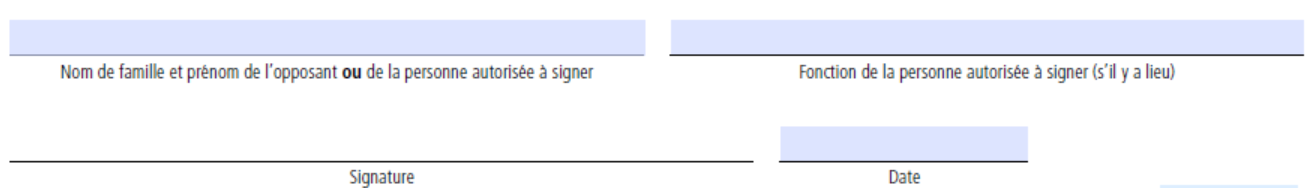 Nom de famille et prénom de l'opposant ou de la personne autorisée à signer
Fonction de la personne autorisée à signer (s'il y a lieu)
Signature
Date